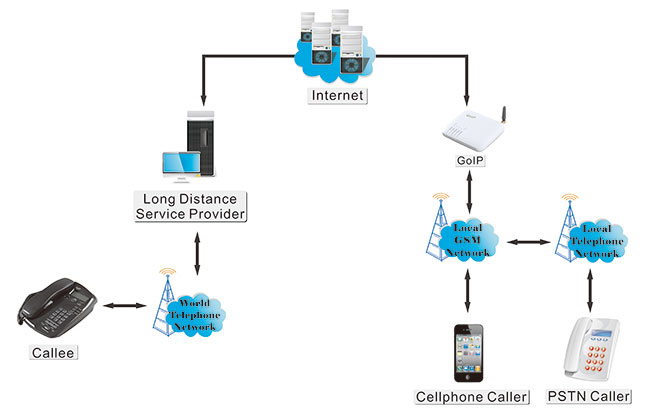 Internet
GoIP
Long Distance
Service Provider
Local
GSM
Network
Local
Telephone
Network
World
Telephone
Network
Callee
Cellphone Caller
PSTN Caller